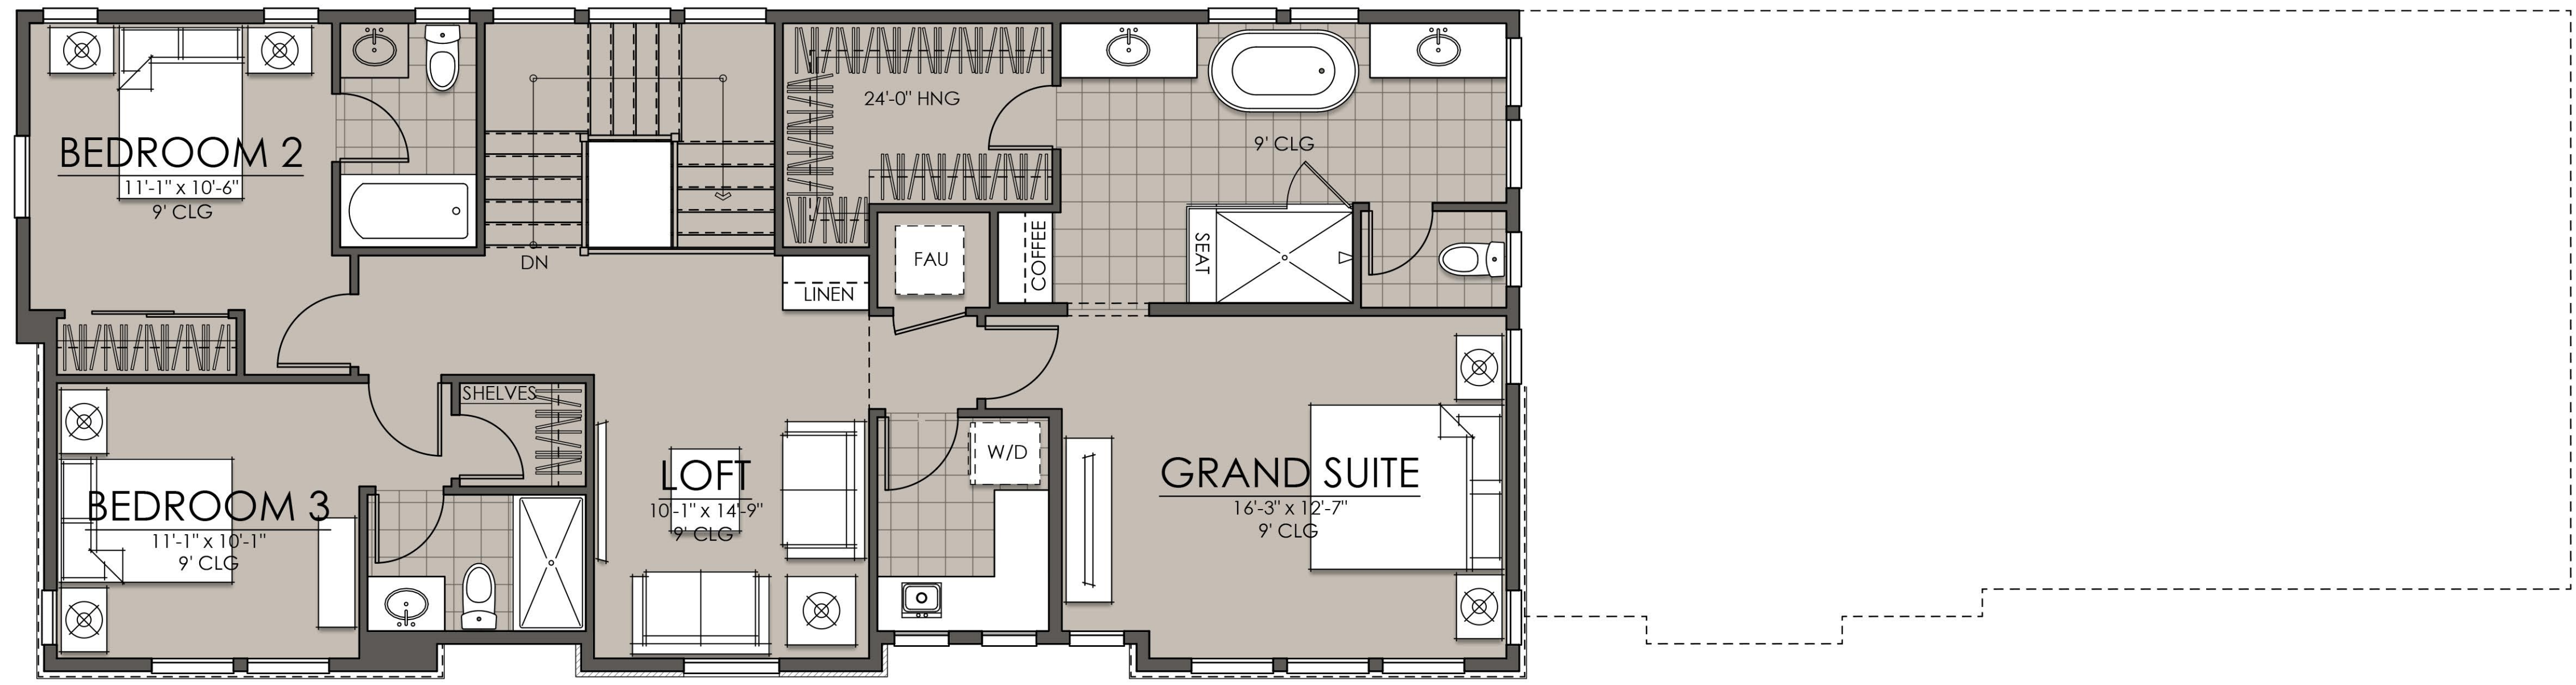 BEDROOM 2
11'-1" x 10'-6"
9' CLG
DN
24'-0" HNG
9' CLG
LINEN
FAU
COFFEE
SEAT
SHELVES
BEDROOM 3
11'-1" x 10'-1"
9' CLG
LOFT
10'-1" x 14'-9"
9' CLG
W/D
GRAND SUITE
16'-3" x 12'-7"
9' CLG